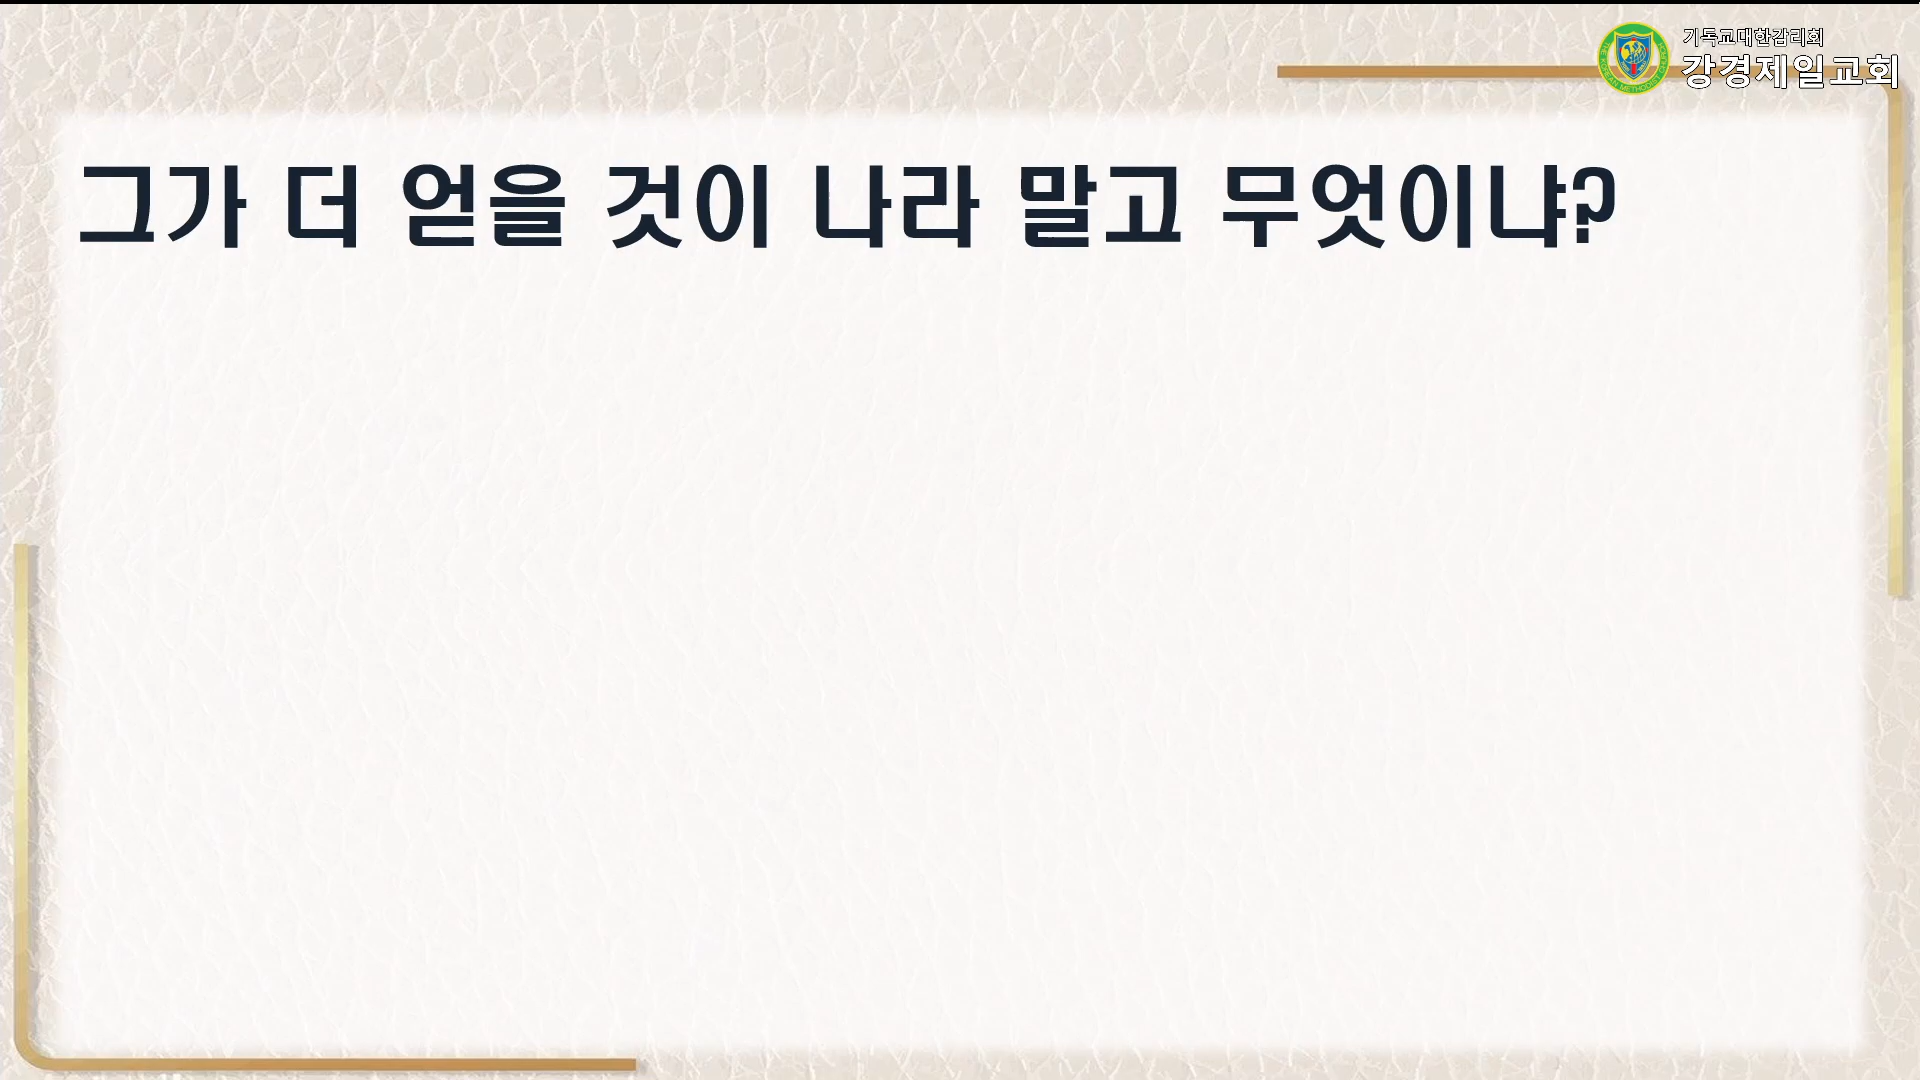 기독교대한감리회
강경제일교회
그가 더 얻을 것이 나라 말고 무엇이냐?